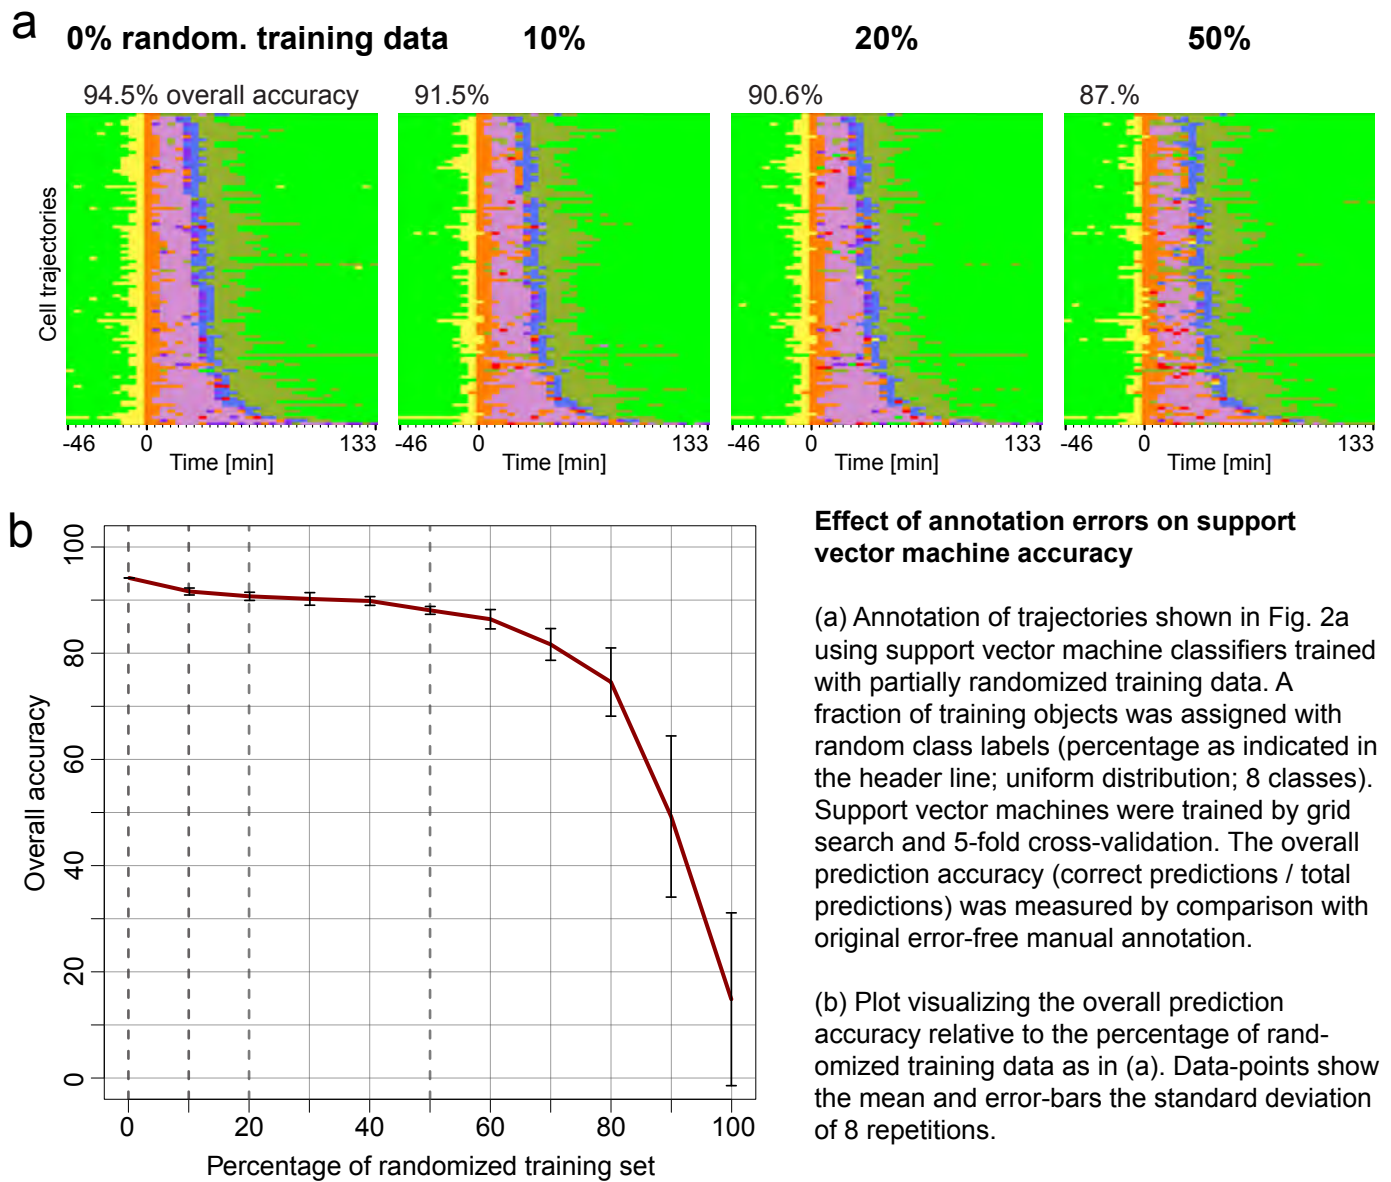 a
0% random. training data 10% 20% 50%
94.5% overall accuracy 91.5% 90.6% 87.%
Cell trajectories
-46 0 133 -46 0 133 -46 0 133 -46 0 133
Time [min] Time [min] Time [min] Time [min]
b
Overall accuracy
100
80
60
40
20
0
0 20 40 60 80 100
Percentage of randomized training set
Effect of annotation errors on support
vector machine accuracy
(a) Annotation of trajectories shown in Fig. 2a
using support vector machine classifiers trained
with partially randomized training data. A
fraction of training objects was assigned with
random class labels (percentage as indicated in
the header line; uniform distribution; 8 classes).
Support vector machines were trained by grid
search and 5-fold cross-validation. The overall
prediction accuracy (correct predictions / total
predictions) was measured by comparison with
original error-free manual annotation.
(b) Plot visualizing the overall prediction
accuracy relative to the percentage of rand-
omized training data as in (a). Data-points show
the mean and error-bars the standard deviation
of 8 repetitions.